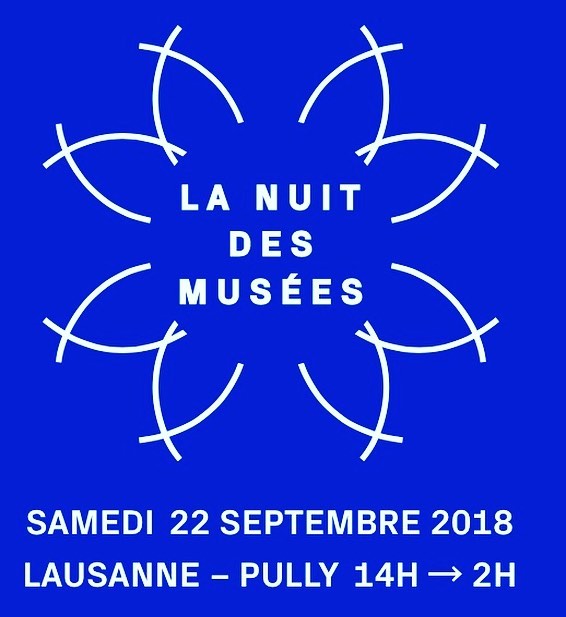 LA NUIT
DES
MUSÉES
SAMEDI 22 SEPTEMBRE 2018
LAUSANNE – PULLY 14H → 2H